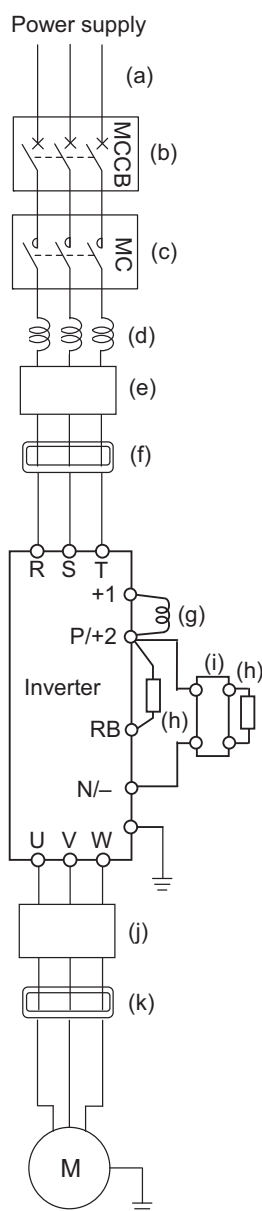 Power supply
(a)
MCCB (b)
MC (c)
(d)
(e)
(f)
R S T
+1
(g)
P/+2
(i) (h)
Inverter
(h)
RB
N/–
U V W
(j)
(k)
M